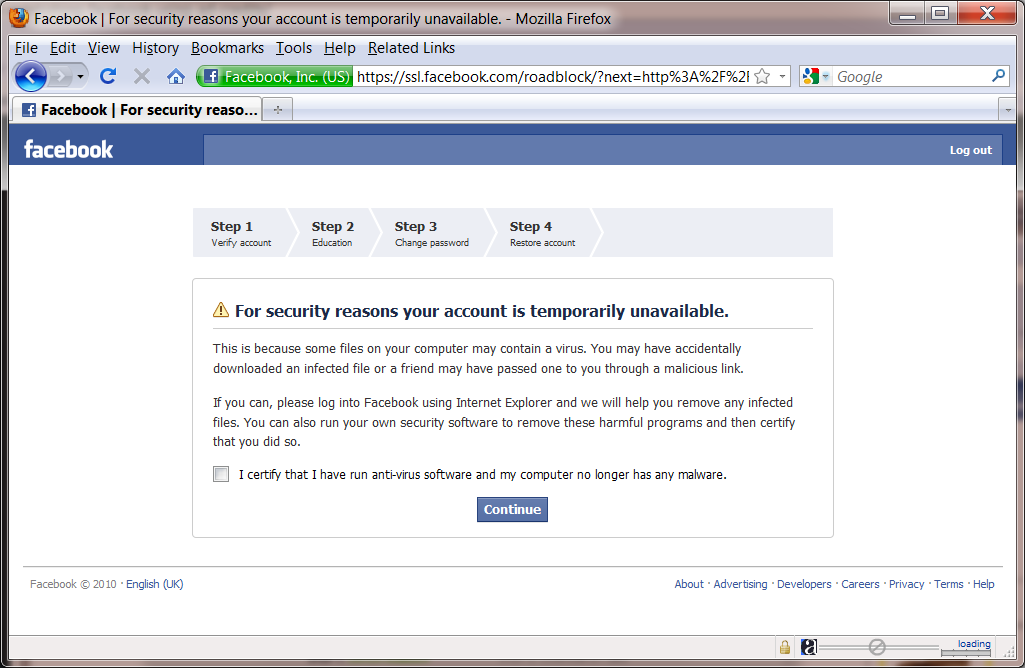 Facebook | For security reasons your account is temporarily unavailable. - Mozilla Firefox
File Edit View History Bookmarks Tools Help Related Links
Facebook, Inc. (US) https://ssl.facebook.com/roadblock/?next=http%3A%2F%2F Google
Facebook | For security reaso...
facebook
Log out
Step 1 Step 2 Step 3 Step 4
Verify account Education Change password Restore account
For security reasons your account is temporarily unavailable.
This is because some files on your computer may contain a virus. You may have accidentally
downloaded an infected file or a friend may have passed one to you through a malicious link.
If you can, please log into Facebook using Internet Explorer and we will help you remove any infected
files. You can also run your own security software to remove these harmful programs and then certify
that you did so.
I certify that I have run anti-virus software and my computer no longer has any malware.
Continue
Facebook © 2010 · English (UK) About · Advertising · Developers · Careers · Privacy · Terms · Help
a loading